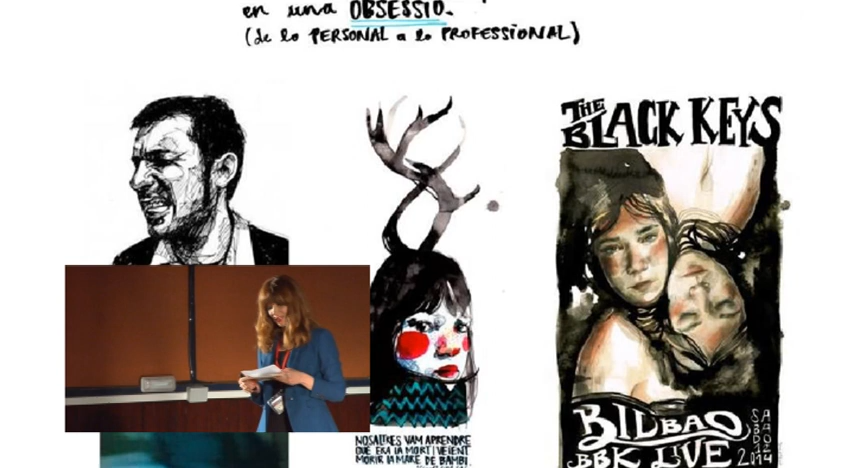 en una OBSESSIÓ.
(de lo PERSONAL a lo PROFESSIONAL)
THE
BLACK KEYS
NOSALTRES VAM APRENDRE
QUÈ ERA LA MORT I VEIENT
MORIR LA MARE DE BAMBI
BILBAO
BBK LIVE